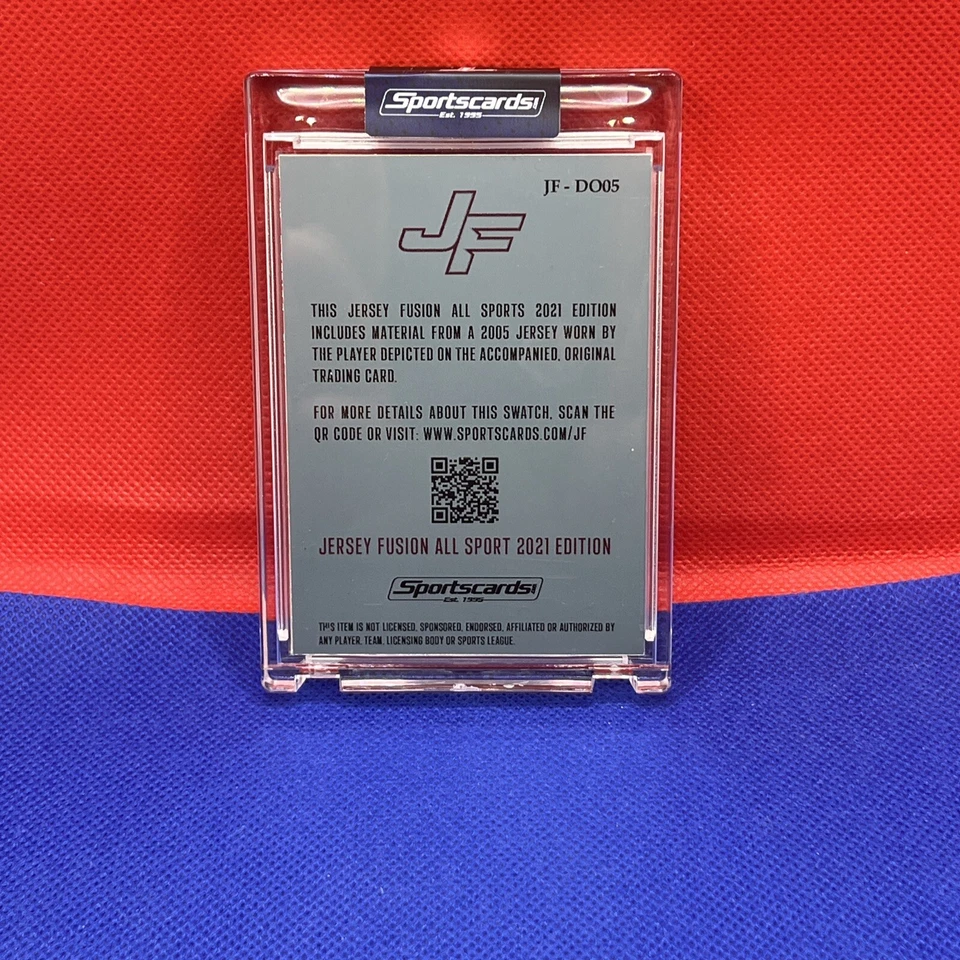 Sportscards!
Est. 1995
JF - DO05
JF
THIS JERSEY FUSION ALL SPORTS 2021 EDITION
INCLUDES MATERIAL FROM A 2005 JERSEY WORN BY
THE PLAYER DEPICTED ON THE ACCOMPANIED, ORIGINAL
TRADING CARD.
FOR MORE DETAILS ABOUT THIS SWATCH, SCAN THE
QR CODE OR VISIT: WWW.SPORTSCARDS.COM/JF
JERSEY FUSION ALL SPORT 2021 EDITION
Sportscards!
Est. 1995
THIS ITEM IS NOT LICENSED, SPONSORED, ENDORSED, AFFILIATED OR AUTHORIZED BY
ANY PLAYER, TEAM, LICENSING BODY OR SPORTS LEAGUE.